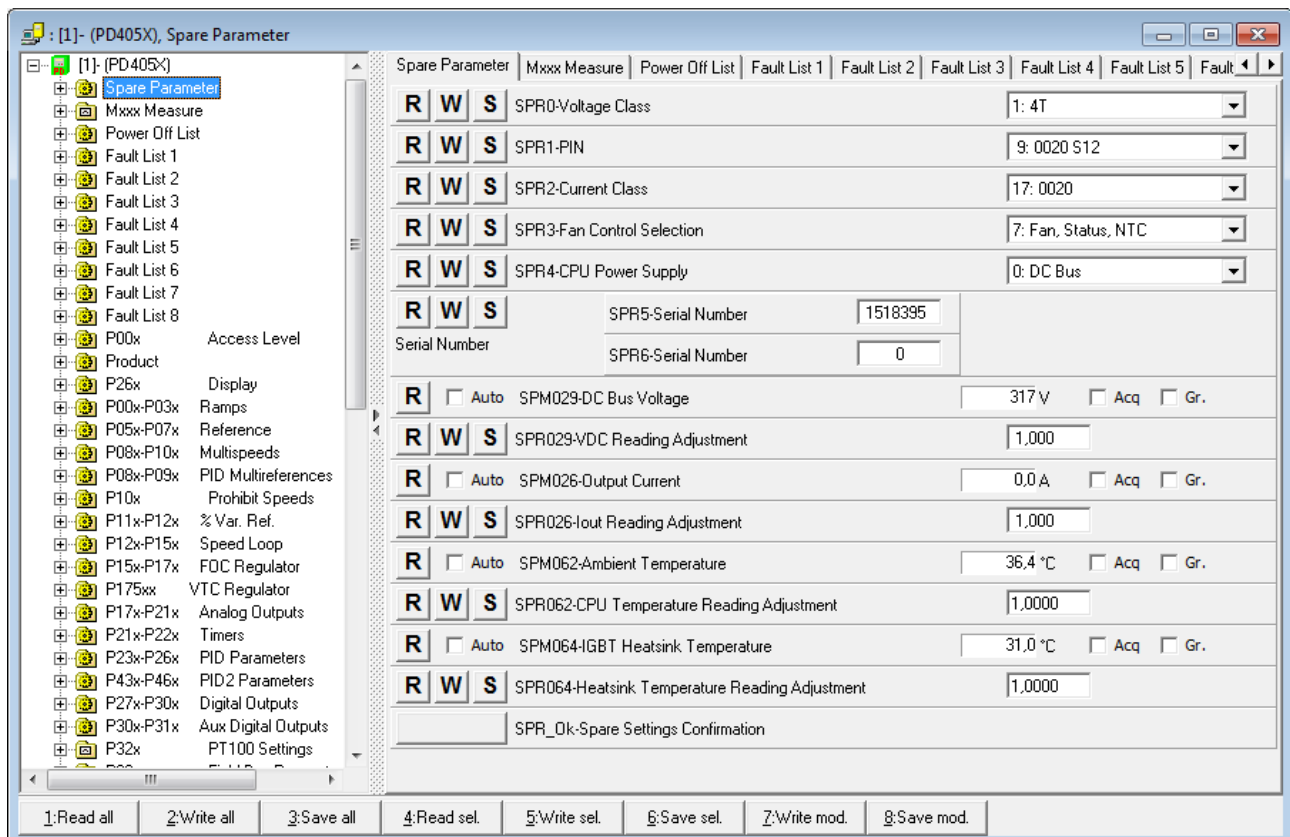 : [1]- (PD405X), Spare Parameter
[1]- (PD405X)
Spare Parameter
Mxxx Measure
Power Off List
Fault List 1
Fault List 2
Fault List 3
Fault List 4
Fault List 5
Fault List 6
Fault List 7
Fault List 8
P00x Access Level
Product
P26x Display
P00x-P03x Ramps
P05x-P07x Reference
P08x-P10x Multispeeds
P08x-P09x PID Multireferences
P10x Prohibit Speeds
P11x-P12x % Var. Ref.
P12x-P15x Speed Loop
P15x-P17x FOC Regulator
P175xx VTC Regulator
P17x-P21x Analog Outputs
P21x-P22x Timers
P23x-P26x PID Parameters
P43x-P46x PID2 Parameters
P27x-P30x Digital Outputs
P30x-P31x Aux Digital Outputs
P32x PT100 Settings
Spare Parameter Mxxx Measure Power Off List Fault List 1 Fault List 2 Fault List 3 Fault List 4 Fault List 5 Fault
R W S SPR0-Voltage Class 1: 4T
R W S SPR1-PIN 9: 0020 S12
R W S SPR2-Current Class 17: 0020
R W S SPR3-Fan Control Selection 7: Fan, Status, NTC
R W S SPR4-CPU Power Supply 0: DC Bus
R W S SPR5-Serial Number 1518395
Serial Number SPR6-Serial Number 0
R Auto SPM029-DC Bus Voltage 317 V Acq Gr.
R W S SPR029-VDC Reading Adjustment 1,000
R Auto SPM026-Output Current 0,0 A Acq Gr.
R W S SPR026-Iout Reading Adjustment 1,000
R Auto SPM062-Ambient Temperature 36,4 °C Acq Gr.
R W S SPR062-CPU Temperature Reading Adjustment 1,0000
R Auto SPM064-IGBT Heatsink Temperature 31,0 °C Acq Gr.
R W S SPR064-Heatsink Temperature Reading Adjustment 1,0000
SPR_Ok-Spare Settings Confirmation
1:Read all 2:Write all 3:Save all 4:Read sel. 5:Write sel. 6:Save sel. 7:Write mod. 8:Save mod.